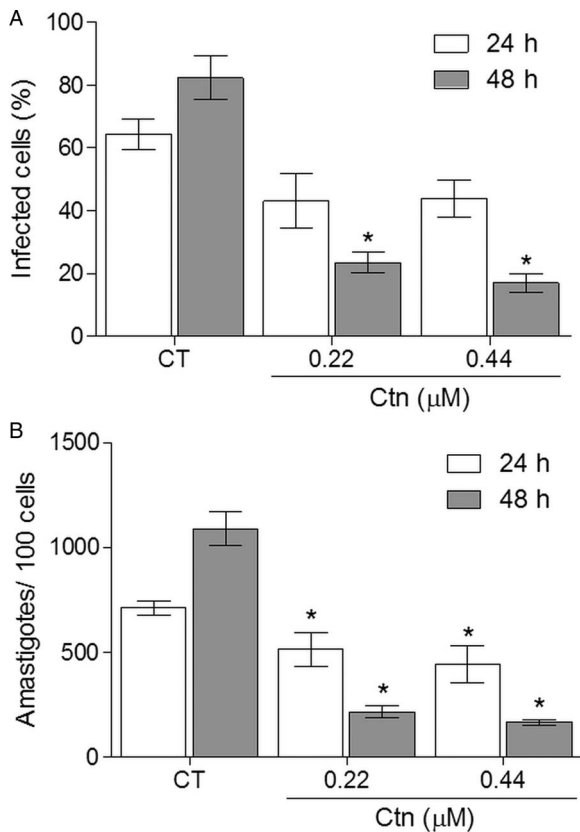 A
Infected cells (%)
100
80
60
40
20
0
24 h
48 h
*
*
CT
0.22
0.44
Ctn (μM)
B
Amastigotes/ 100 cells
1500
1000
500
0
24 h
48 h
*
*
*
*
CT
0.22
0.44
Ctn (μM)